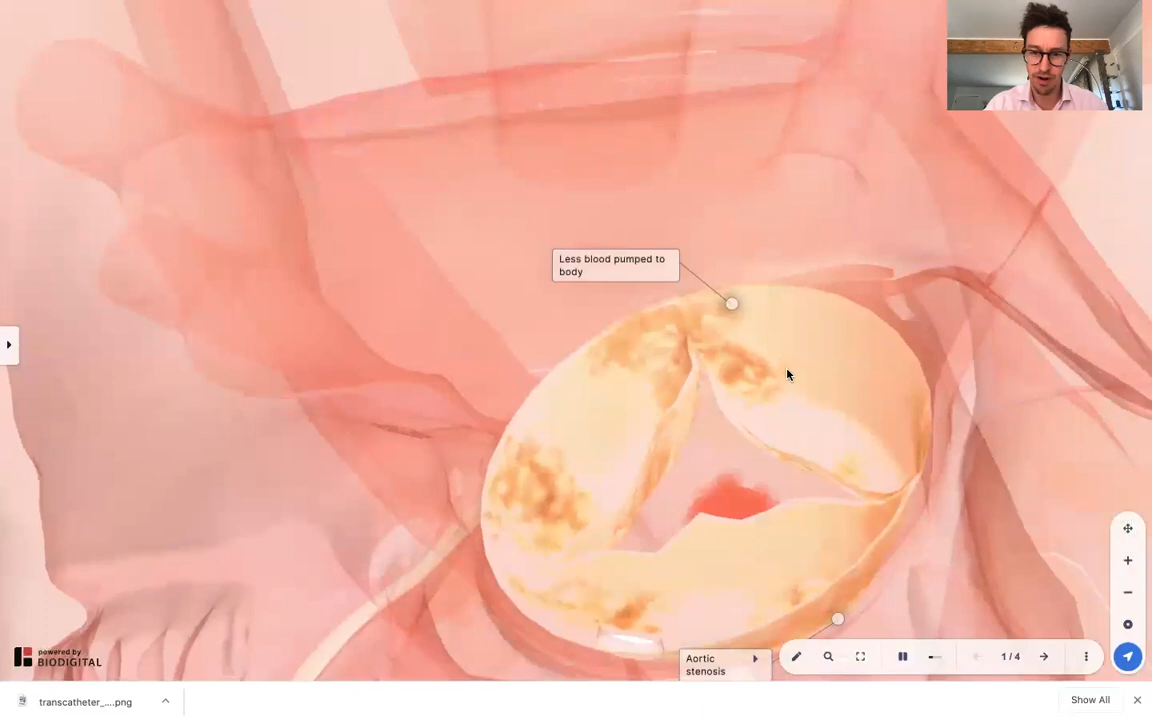 Less blood pumped to
body
Aortic
stenosis
1 / 4
powered by
BIODIGITAL
transcatheter_....png
Show All